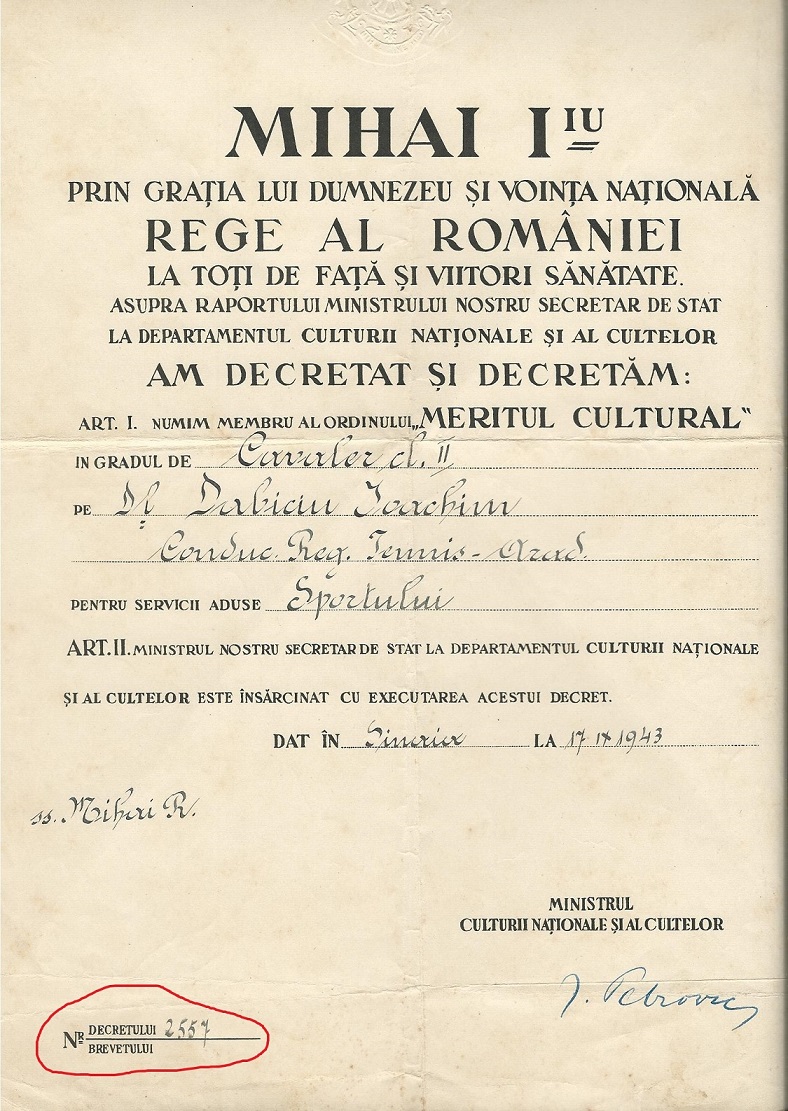 MIHAI I IU
PRIN GRAȚIA LUI DUMNEZEU ȘI VOINȚA NAȚIONALĂ
REGE AL ROMÂNIEI
LA TOȚI DE FAȚĂ ȘI VIITORI SĂNĂTATE.
ASUPRA RAPORTULUI MINISTRULUI NOSTRU SECRETAR DE STAT
LA DEPARTAMENTUL CULTURII NAȚIONALE ȘI AL CULTELOR
AM DECRETAT ȘI DECRETĂM:
ART. I. NUMIM MEMBRU AL ORDINULUI „MERITUL CULTURAL“
IN GRADUL DE Cavaler cl. II
PE Dl Dabiciu Ioachim
Conduc. Reg. Tennis - Arad.
PENTRU SERVICII ADUSE Sportului
ART. II. MINISTRUL NOSTRU SECRETAR DE STAT LA DEPARTAMENTUL CULTURII NAȚIONALE
ȘI AL CULTELOR ESTE ÎNSĂRCINAT CU EXECUTAREA ACESTUI DECRET.
DAT ÎN LA 17 IX 1943
ss. Mihai R.
MINISTRUL
CULTURII NAȚIONALE ȘI AL CULTELOR
I. Petrovici
NR DECRETULUI 2557
BREVETULUI